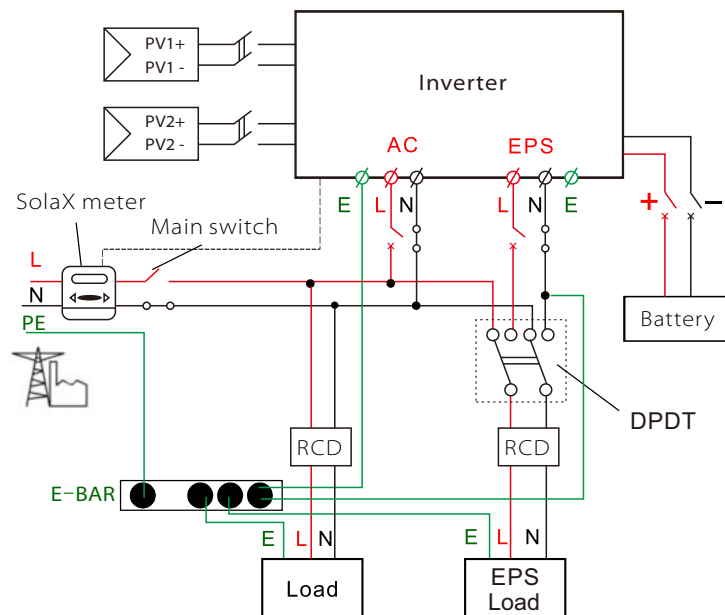 PV1+
PV1 -
PV2+
PV2 -
Inverter
AC
EPS
E
L
N
L
N
E
SolaX meter
Main switch
+
−
L
N
PE
Battery
DPDT
RCD
RCD
E-BAR
E
L
N
E
L
N
Load
EPS
Load